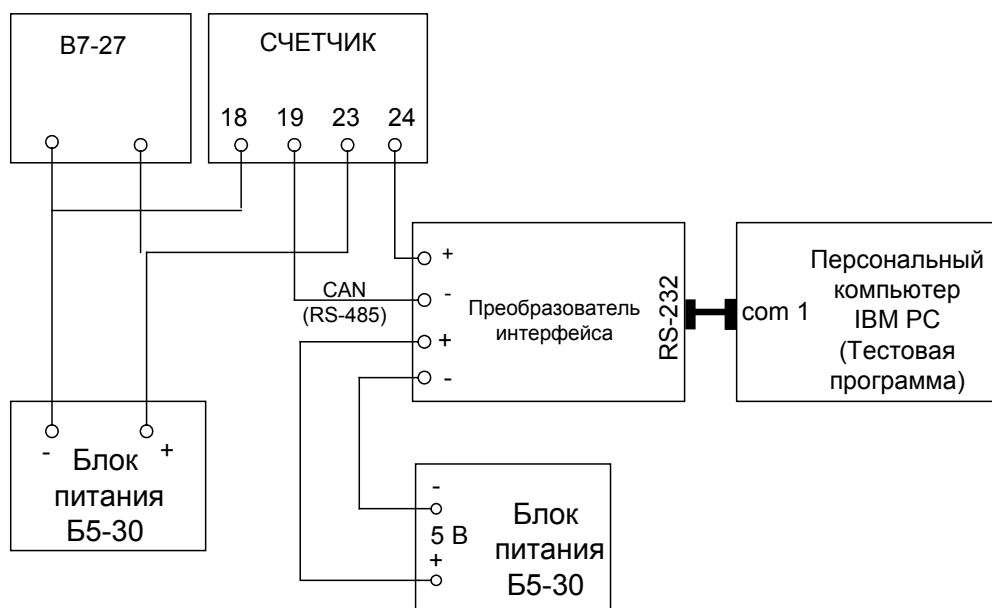 В7-27
СЧЕТЧИК
18 19 23 24
+
-
+
-
CAN
(RS-485)
Преобразователь
интерфейса
RS-232
com 1
Персональный
компьютер
IBM PC
(Тестовая
программа)
- +
Блок
питания
Б5-30
-
5 В
+
Блок
питания
Б5-30